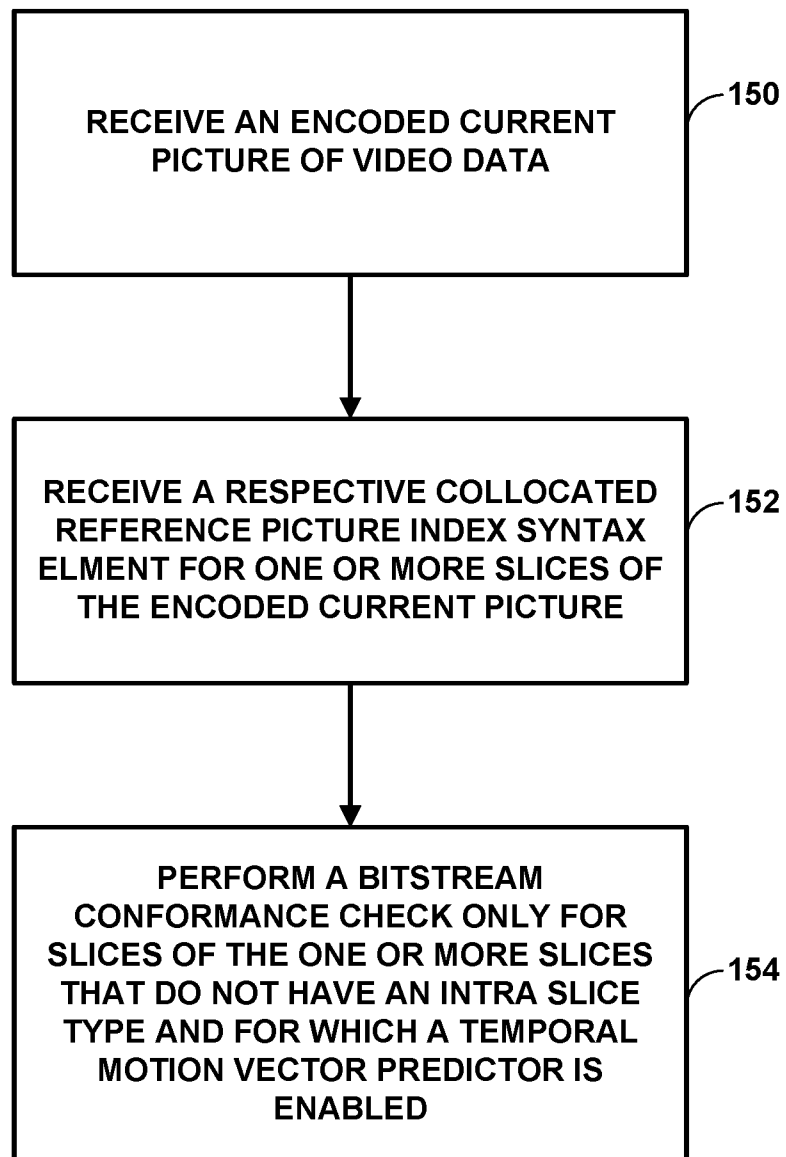 RECEIVE AN ENCODED CURRENT
PICTURE OF VIDEO DATA
150
RECEIVE A RESPECTIVE COLLOCATED
REFERENCE PICTURE INDEX SYNTAX
ELMENT FOR ONE OR MORE SLICES OF
THE ENCODED CURRENT PICTURE
152
PERFORM A BITSTREAM
CONFORMANCE CHECK ONLY FOR
SLICES OF THE ONE OR MORE SLICES
THAT DO NOT HAVE AN INTRA SLICE
TYPE AND FOR WHICH A TEMPORAL
MOTION VECTOR PREDICTOR IS
ENABLED
154